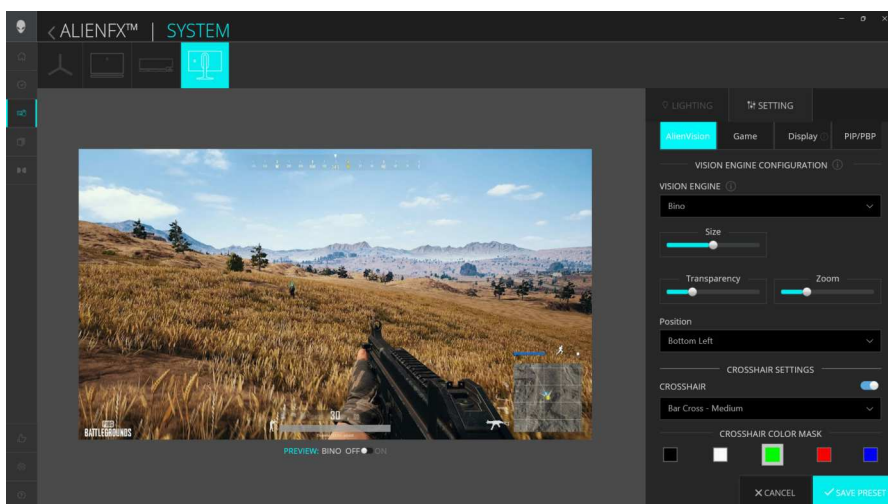 ALIENFX™ | SYSTEM
LIGHTING
SETTING
AlienVision
Game
Display
PIP/PBP
VISION ENGINE CONFIGURATION
VISION ENGINE
Bino
Size
Transparency
Zoom
Position
Bottom Left
CROSSHAIR SETTINGS
CROSSHAIR
Bar Cross - Medium
CROSSHAIR COLOR MASK
30
BATTLEGROUNDS
PREVIEW: BINO OFF ON
CANCEL
SAVE PRESET